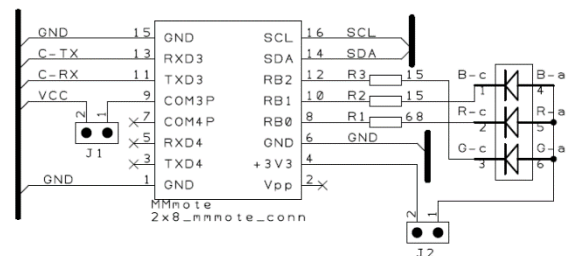 GND 15 GND SCL 16 SCL
C-TX 13 RXD3 SDA 14 SDA
C-RX 11 TXD3 RB2 12 R3 15 B-c B-a
VCC 9 COM3P RB1 10 R2 15 1 4
7 COM4P RB0 8 R1 68 R-c R-a
2 1 5 RXD4 GND 6 GND 2 5
J1 3 TXD4 +3V3 4 G-c G-a
GND 1 GND Vpp 2 3 6
MMmote
2x8_mmmote_conn
2 1
J2